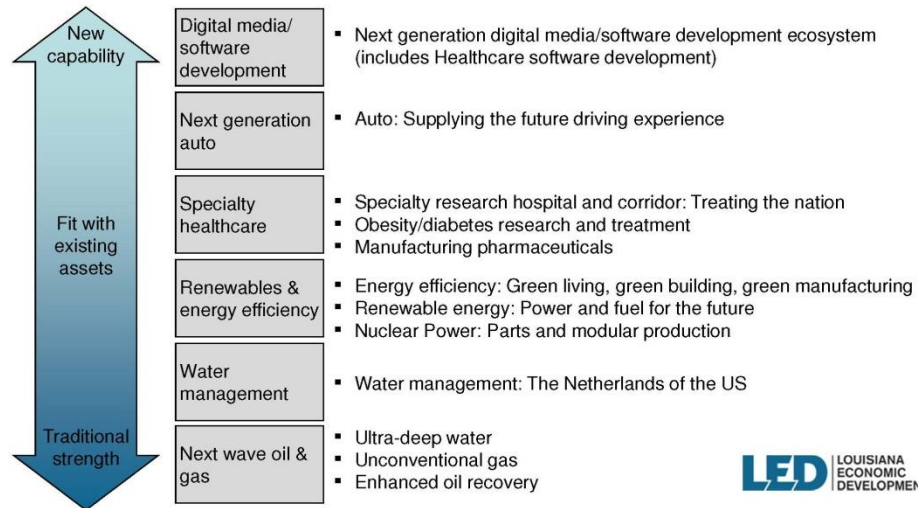 New
capability
Fit with
existing
assets
Traditional
strength
Digital media/
software
development
▪ Next generation digital media/software development ecosystem
(includes Healthcare software development)
Next generation
auto
▪ Auto: Supplying the future driving experience
Specialty
healthcare
▪ Specialty research hospital and corridor: Treating the nation
▪ Obesity/diabetes research and treatment
▪ Manufacturing pharmaceuticals
Renewables &
energy efficiency
▪ Energy efficiency: Green living, green building, green manufacturing
▪ Renewable energy: Power and fuel for the future
▪ Nuclear Power: Parts and modular production
Water
management
▪ Water management: The Netherlands of the US
Next wave oil &
gas
▪ Ultra-deep water
▪ Unconventional gas
▪ Enhanced oil recovery
LED
LOUISIANA
ECONOMIC
DEVELOPMEN